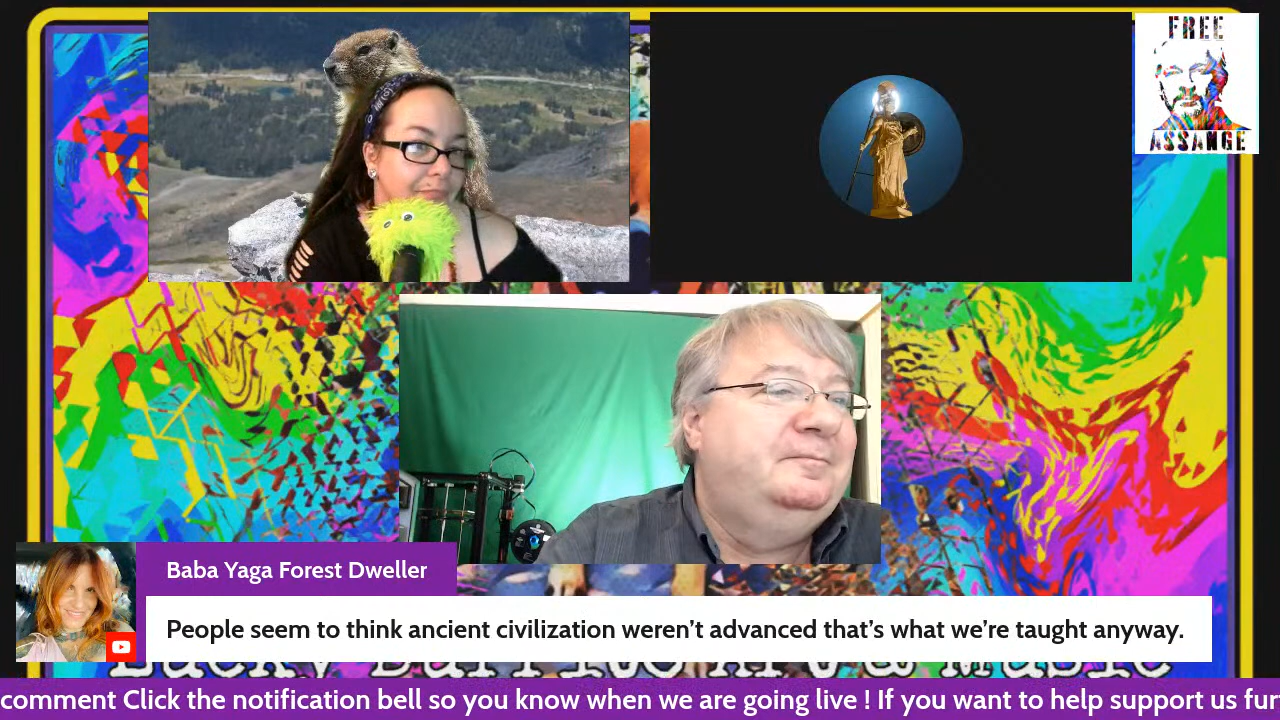 FREE
ASSANGE
Baba Yaga Forest Dweller
People seem to think ancient civilization weren't advanced that's what we're taught anyway.
comment Click the notification bell so you know when we are going live ! If you want to help support us fur